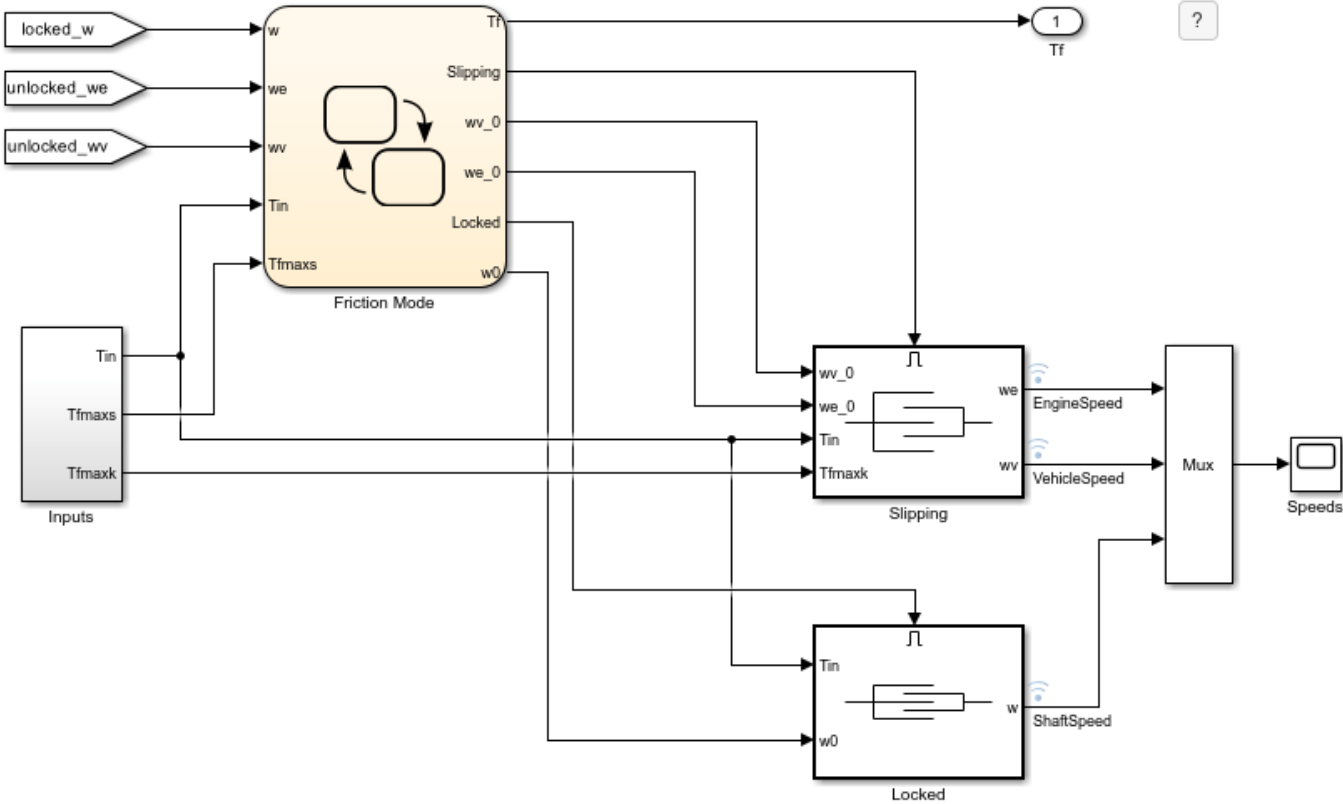 locked_w
unlocked_we
unlocked_wv
w
we
wv
Tin
Tfmaxs
Tf
Slipping
wv_0
we_0
Locked
w0
Friction Mode
1
Tf
?
Tin
Tfmaxs
Tfmaxk
Inputs
wv_0
we_0
Tin
Tfmaxk
we
wv
Slipping
EngineSpeed
VehicleSpeed
Mux
Speeds
Tin
w0
w
Locked
ShaftSpeed